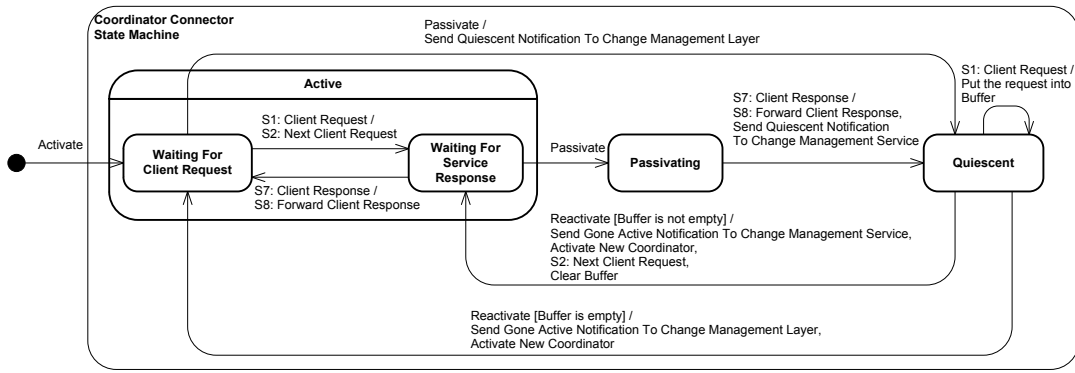 Coordinator Connector
State Machine
Passivate /
Send Quiescent Notification To Change Management Layer
Active
S1: Client Request /
Put the request into
Buffer
S7: Client Response /
S8: Forward Client Response,
Send Quiescent Notification
To Change Management Service
S1: Client Request /
S2: Next Client Request
Activate
Waiting For
Client Request
Waiting For
Service
Response
Passivate
Passivating
Quiescent
S7: Client Response /
S8: Forward Client Response
Reactivate [Buffer is not empty] /
Send Gone Active Notification To Change Management Service,
Activate New Coordinator,
S2: Next Client Request,
Clear Buffer
Reactivate [Buffer is empty] /
Send Gone Active Notification To Change Management Layer,
Activate New Coordinator